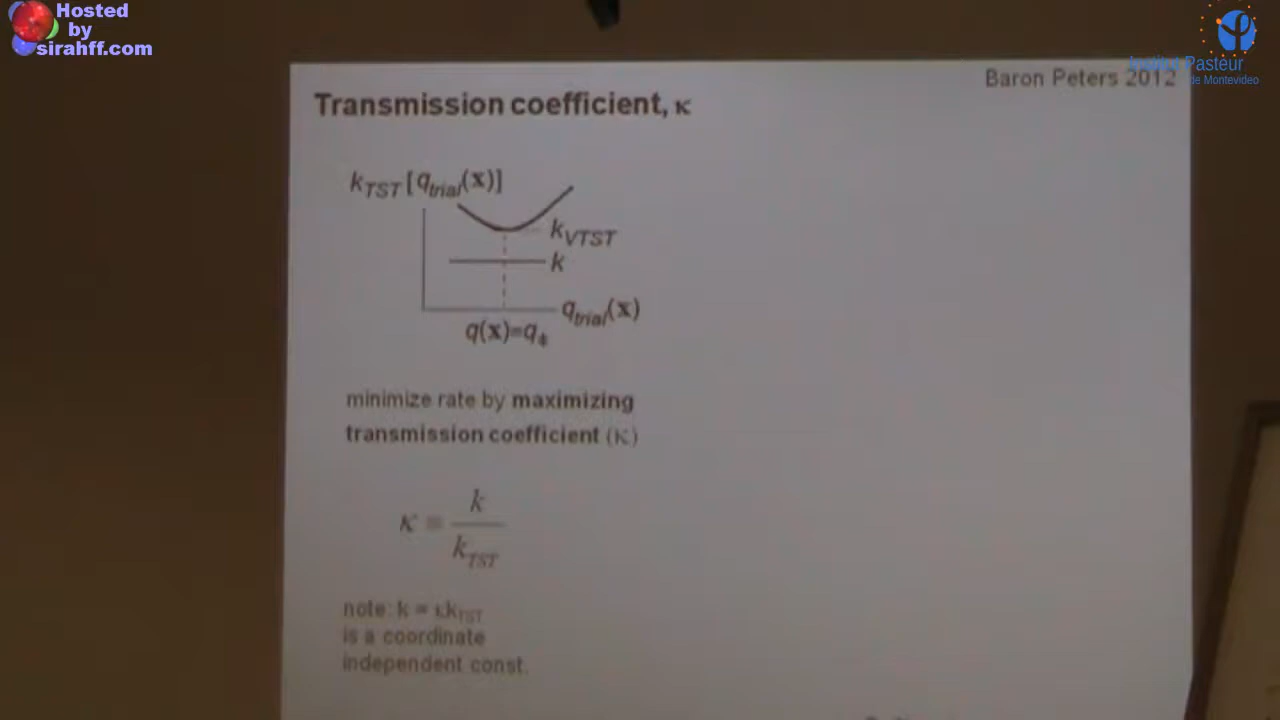 Hosted
by
sirahff.com
Institut Pasteur
de Montevideo
Baron Peters 2012
Transmission coefficient, κ
k_TST [q_trial(x)]
k_VTST
k
q_trial(x)
q(x)=q_‡
minimize rate by maximizing
transmission coefficient (κ)
κ ≡ k / k_TST
note: k = κk_TST
is a coordinate
independent const.